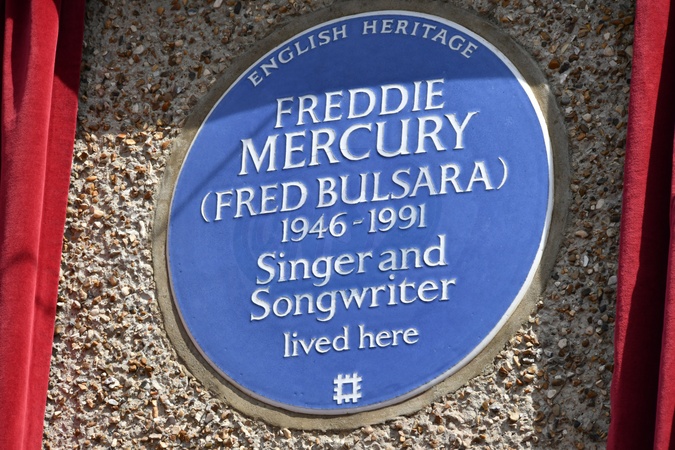 ENGLISH HERITAGE
FREDDIE
MERCURY
(FRED BULSARA)
1946-1991
Singer and
Songwriter
lived here